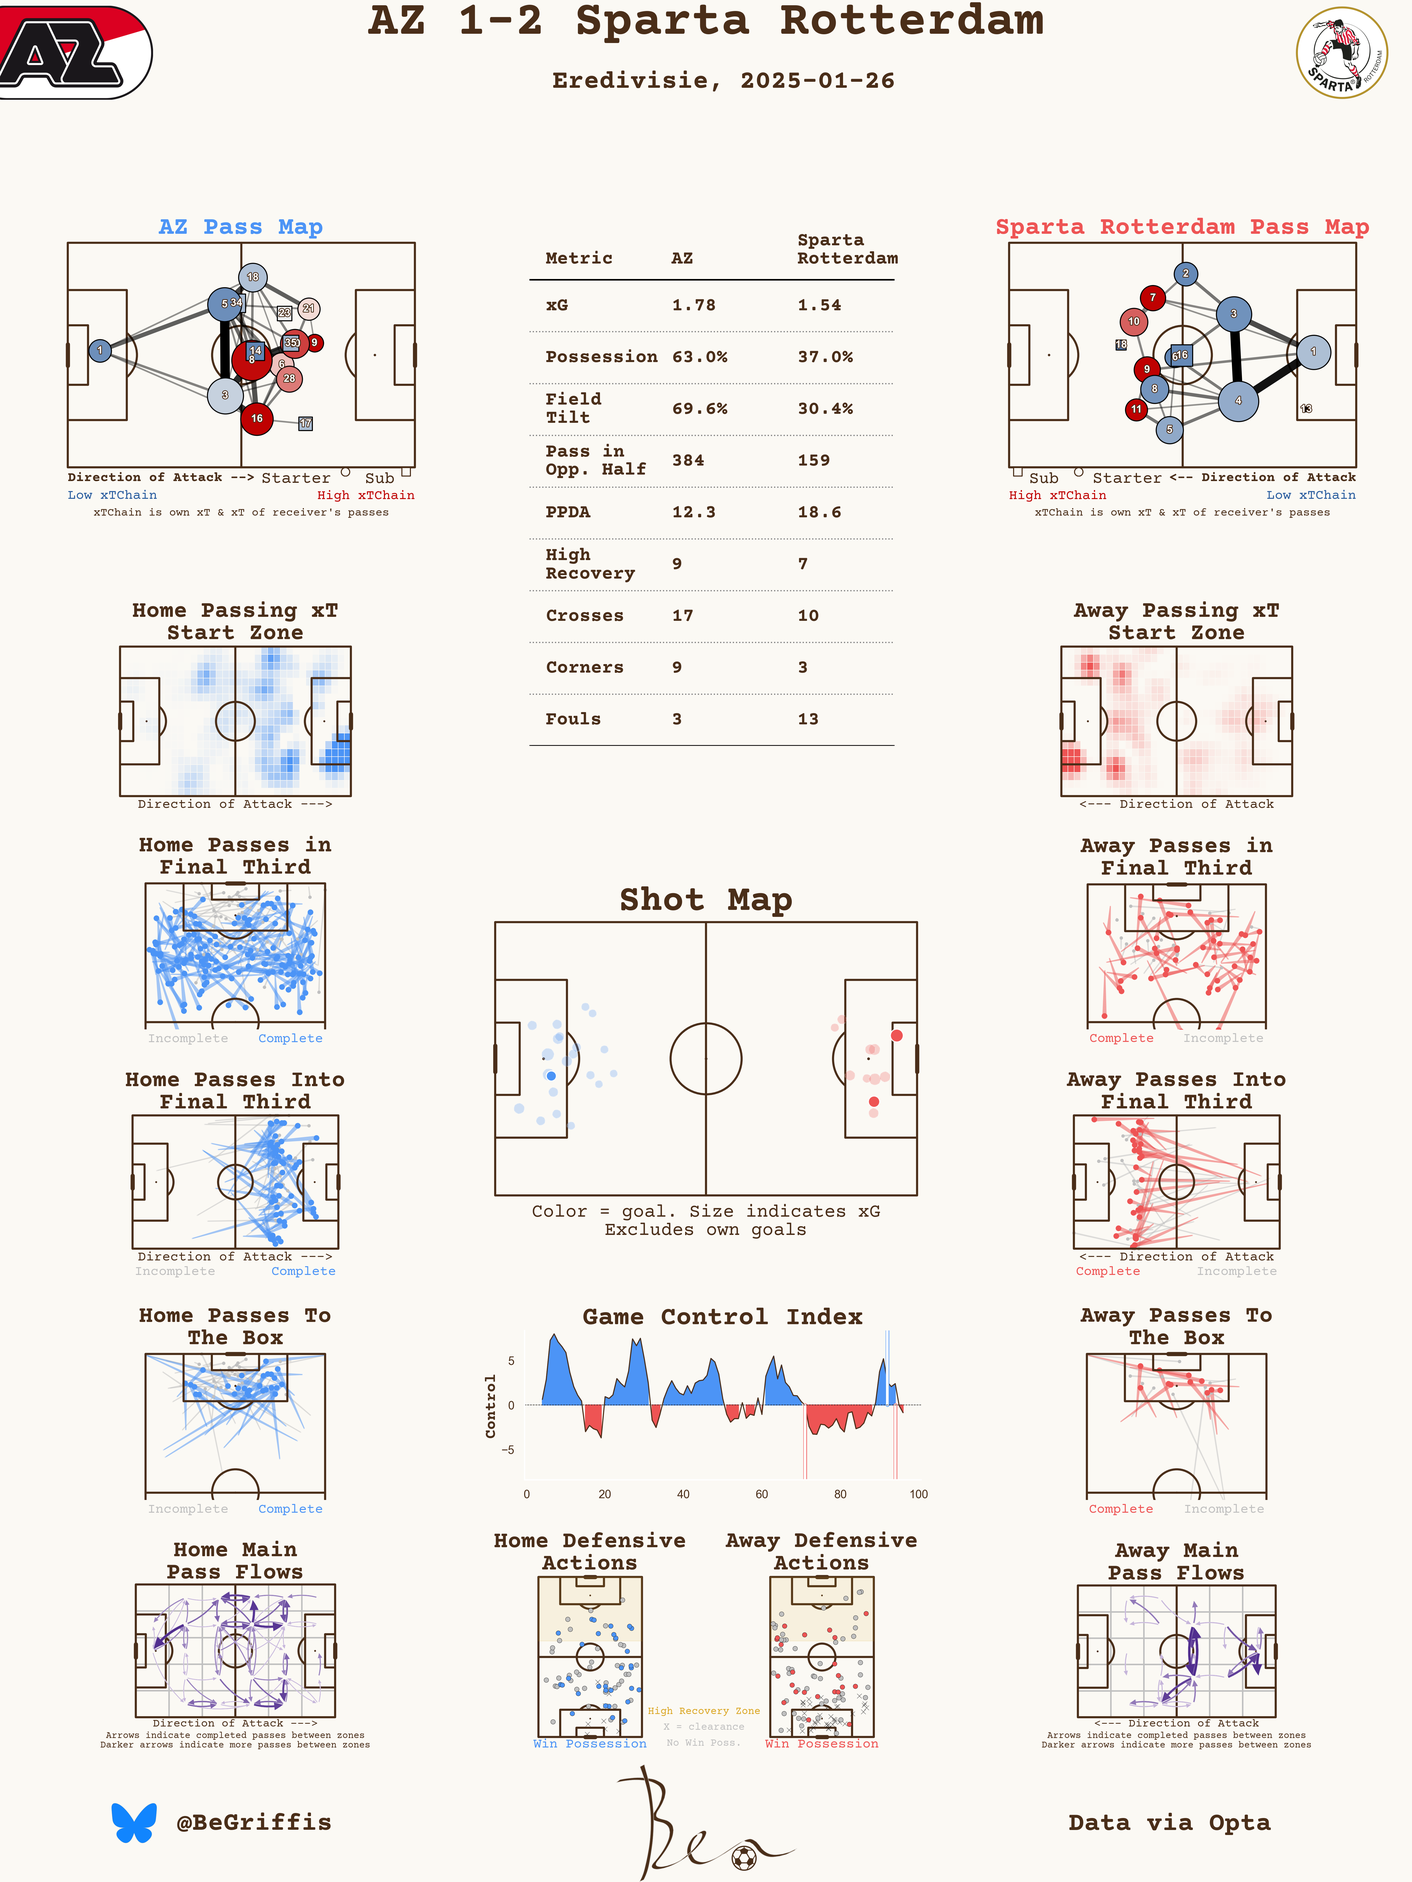 AZ 1-2 Sparta Rotterdam
Eredivisie, 2025-01-26
AZ
SPARTA
ROTTERDAM
AZ Pass Map
1
5
34
18
23
21
35
9
14
8
6
28
3
16
17
Direction of Attack --> Starter Sub
Low xTChain High xTChain
xTChain is own xT & xT of receiver's passes
Metric AZ Sparta Rotterdam
xG 1.78 1.54
Possession 63.0% 37.0%
Field Tilt 69.6% 30.4%
Pass in Opp. Half 384 159
PPDA 12.3 18.6
High Recovery 9 7
Crosses 17 10
Corners 9 3
Fouls 3 13
Sparta Rotterdam Pass Map
2
7
10
3
18
6
16
1
9
8
11
4
13
5
Sub Starter <-- Direction of Attack
High xTChain Low xTChain
xTChain is own xT & xT of receiver's passes
Home Passing xT
Start Zone
Direction of Attack --->
Away Passing xT
Start Zone
<--- Direction of Attack
Home Passes in
Final Third
Incomplete Complete
Away Passes in
Final Third
Complete Incomplete
Shot Map
Color = goal. Size indicates xG
Excludes own goals
Home Passes Into
Final Third
Direction of Attack --->
Incomplete Complete
Away Passes Into
Final Third
<--- Direction of Attack
Complete Incomplete
Home Passes To
The Box
Incomplete Complete
Game Control Index
Control
5
0
−5
0 20 40 60 80 100
Away Passes To
The Box
Complete Incomplete
Home Main
Pass Flows
Direction of Attack --->
Arrows indicate completed passes between zones
Darker arrows indicate more passes between zones
Home Defensive
Actions
Win Possession
Away Defensive
Actions
Win Possession
High Recovery Zone
X = clearance
No Win Poss.
Away Main
Pass Flows
<--- Direction of Attack
Arrows indicate completed passes between zones
Darker arrows indicate more passes between zones
@BeGriffis
Ben
Data via Opta